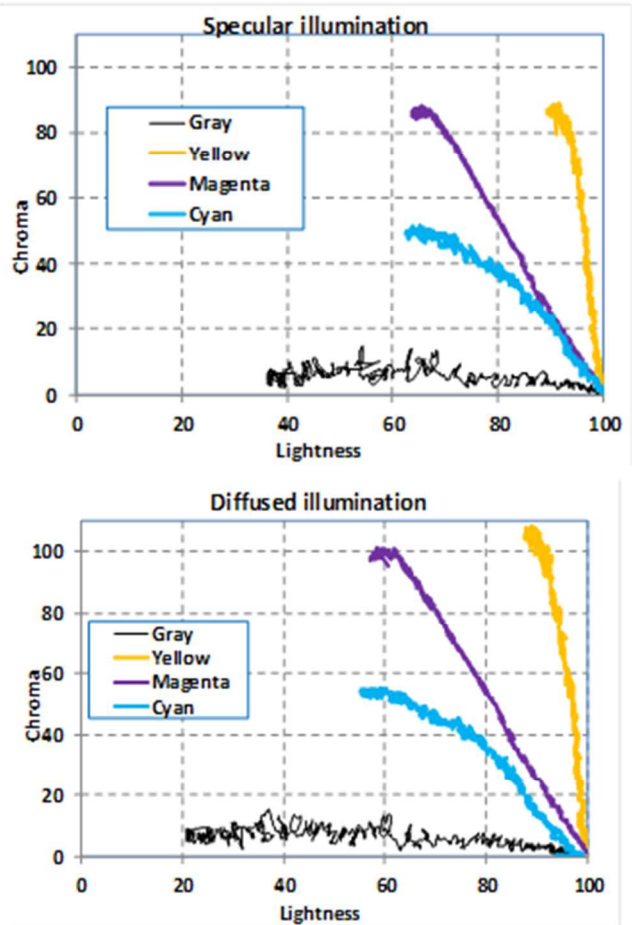 Specular illumination
100
80
60
40
20
0
Chroma
Gray
Yellow
Magenta
Cyan
0 20 40 60 80 100
Lightness
Diffused illumination
100
80
60
40
20
0
Chroma
Gray
Yellow
Magenta
Cyan
0 20 40 60 80 100
Lightness